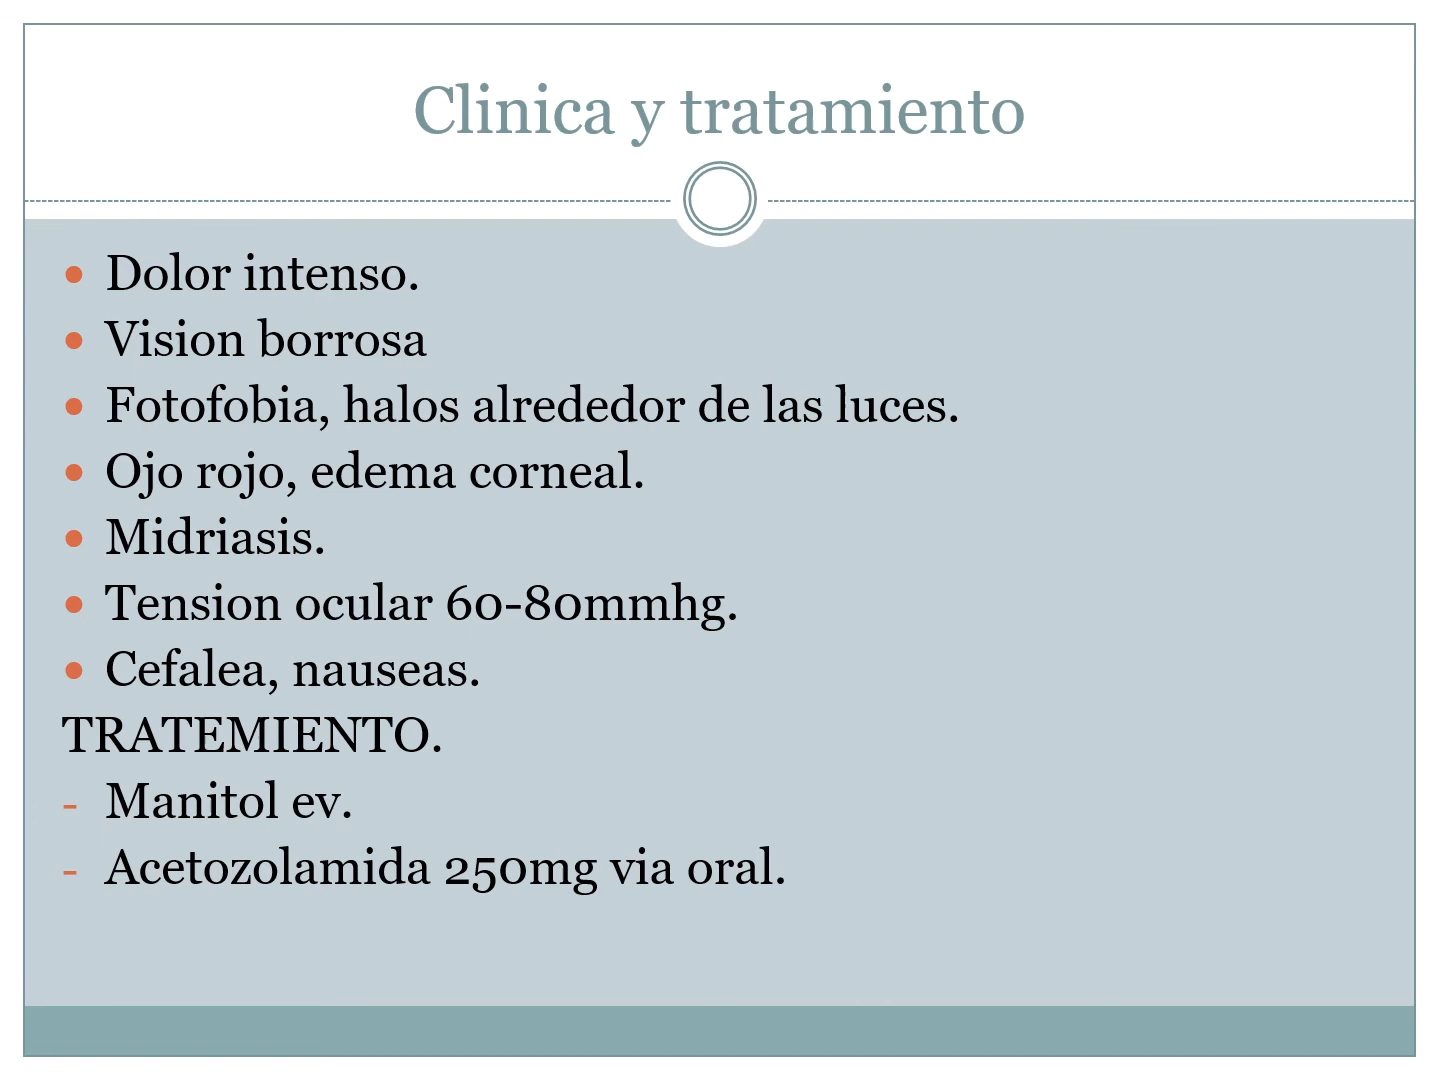 Clinica y tratamiento
• Dolor intenso.
• Vision borrosa
• Fotofobia, halos alrededor de las luces.
• Ojo rojo, edema corneal.
• Midriasis.
• Tension ocular 60-80mmhg.
• Cefalea, nauseas.
TRATEMIENTO.
- Manitol ev.
- Acetozolamida 250mg via oral.